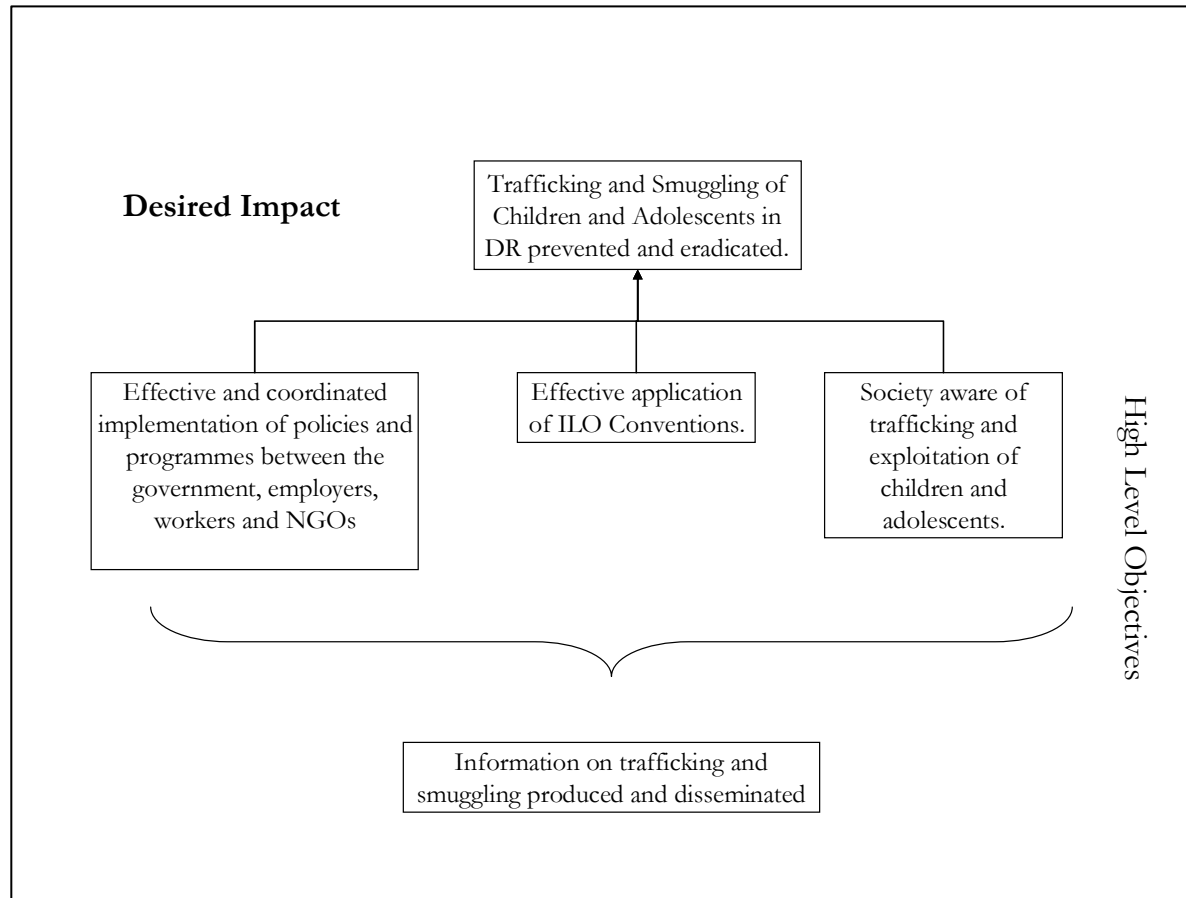 Desired Impact
Trafficking and Smuggling of
Children and Adolescents in
DR prevented and eradicated.
Effective and coordinated
implementation of policies and
programmes between the
government, employers,
workers and NGOs
Effective application
of ILO Conventions.
Society aware of
trafficking and
exploitation of
children and
adolescents.
High Level Objectives
Information on trafficking and
smuggling produced and disseminated